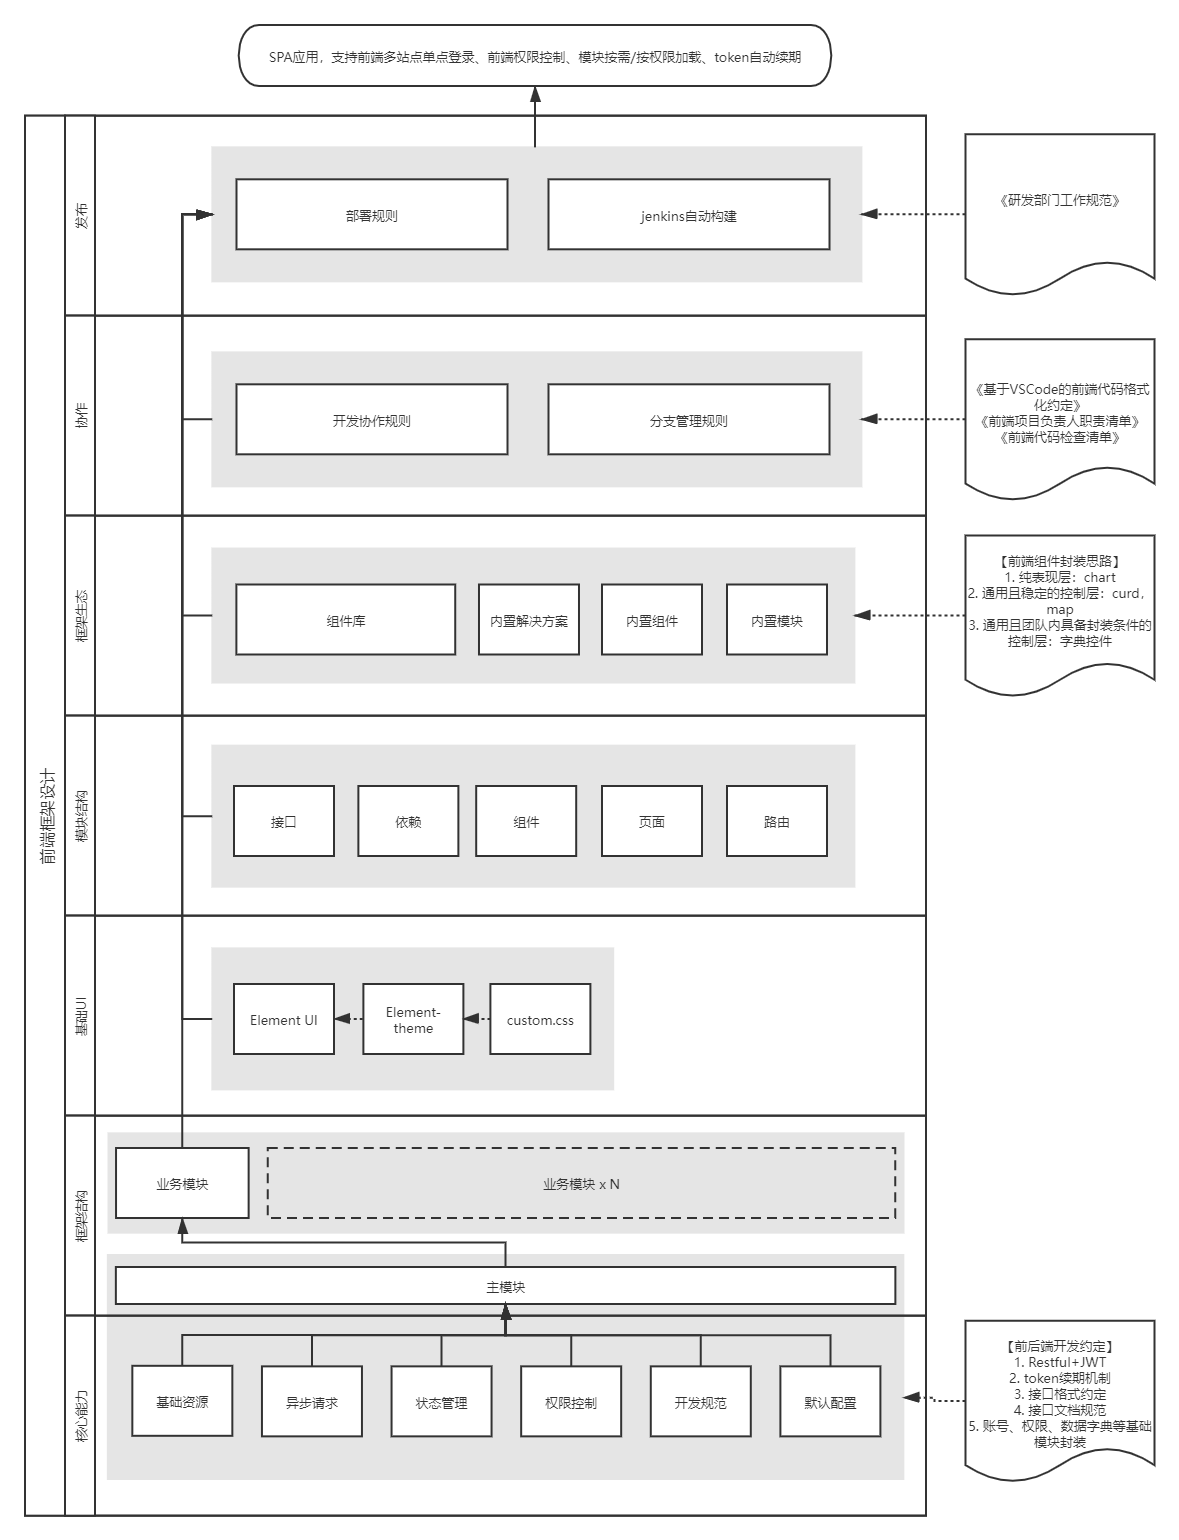 SPA应用，支持前端多站点单点登录、前端权限控制、模块按需/按权限加载、token自动续期
前端框架设计
发布
部署规则
jenkins自动构建
《研发部门工作规范》
协作
开发协作规则
分支管理规则
《基于VSCode的前端代码格式
化约定》
《前端项目负责人职责清单》
《前端代码检查清单》
框架生态
组件库
内置解决方案
内置组件
内置模块
【前端组件封装思路】
1. 纯表现层：chart
2. 通用且稳定的控制层：curd，
map
3. 通用且团队内具备封装条件的
控制层：字典控件
模块结构
接口
依赖
组件
页面
路由
基础UI
Element UI
Element-
theme
custom.css
框架结构
业务模块
业务模块 x N
主模块
核心能力
基础资源
异步请求
状态管理
权限控制
开发规范
默认配置
【前后端开发约定】
1. Restful+JWT
2. token续期机制
3. 接口格式约定
4. 接口文档规范
5. 账号、权限、数据字典等基础
模块封装